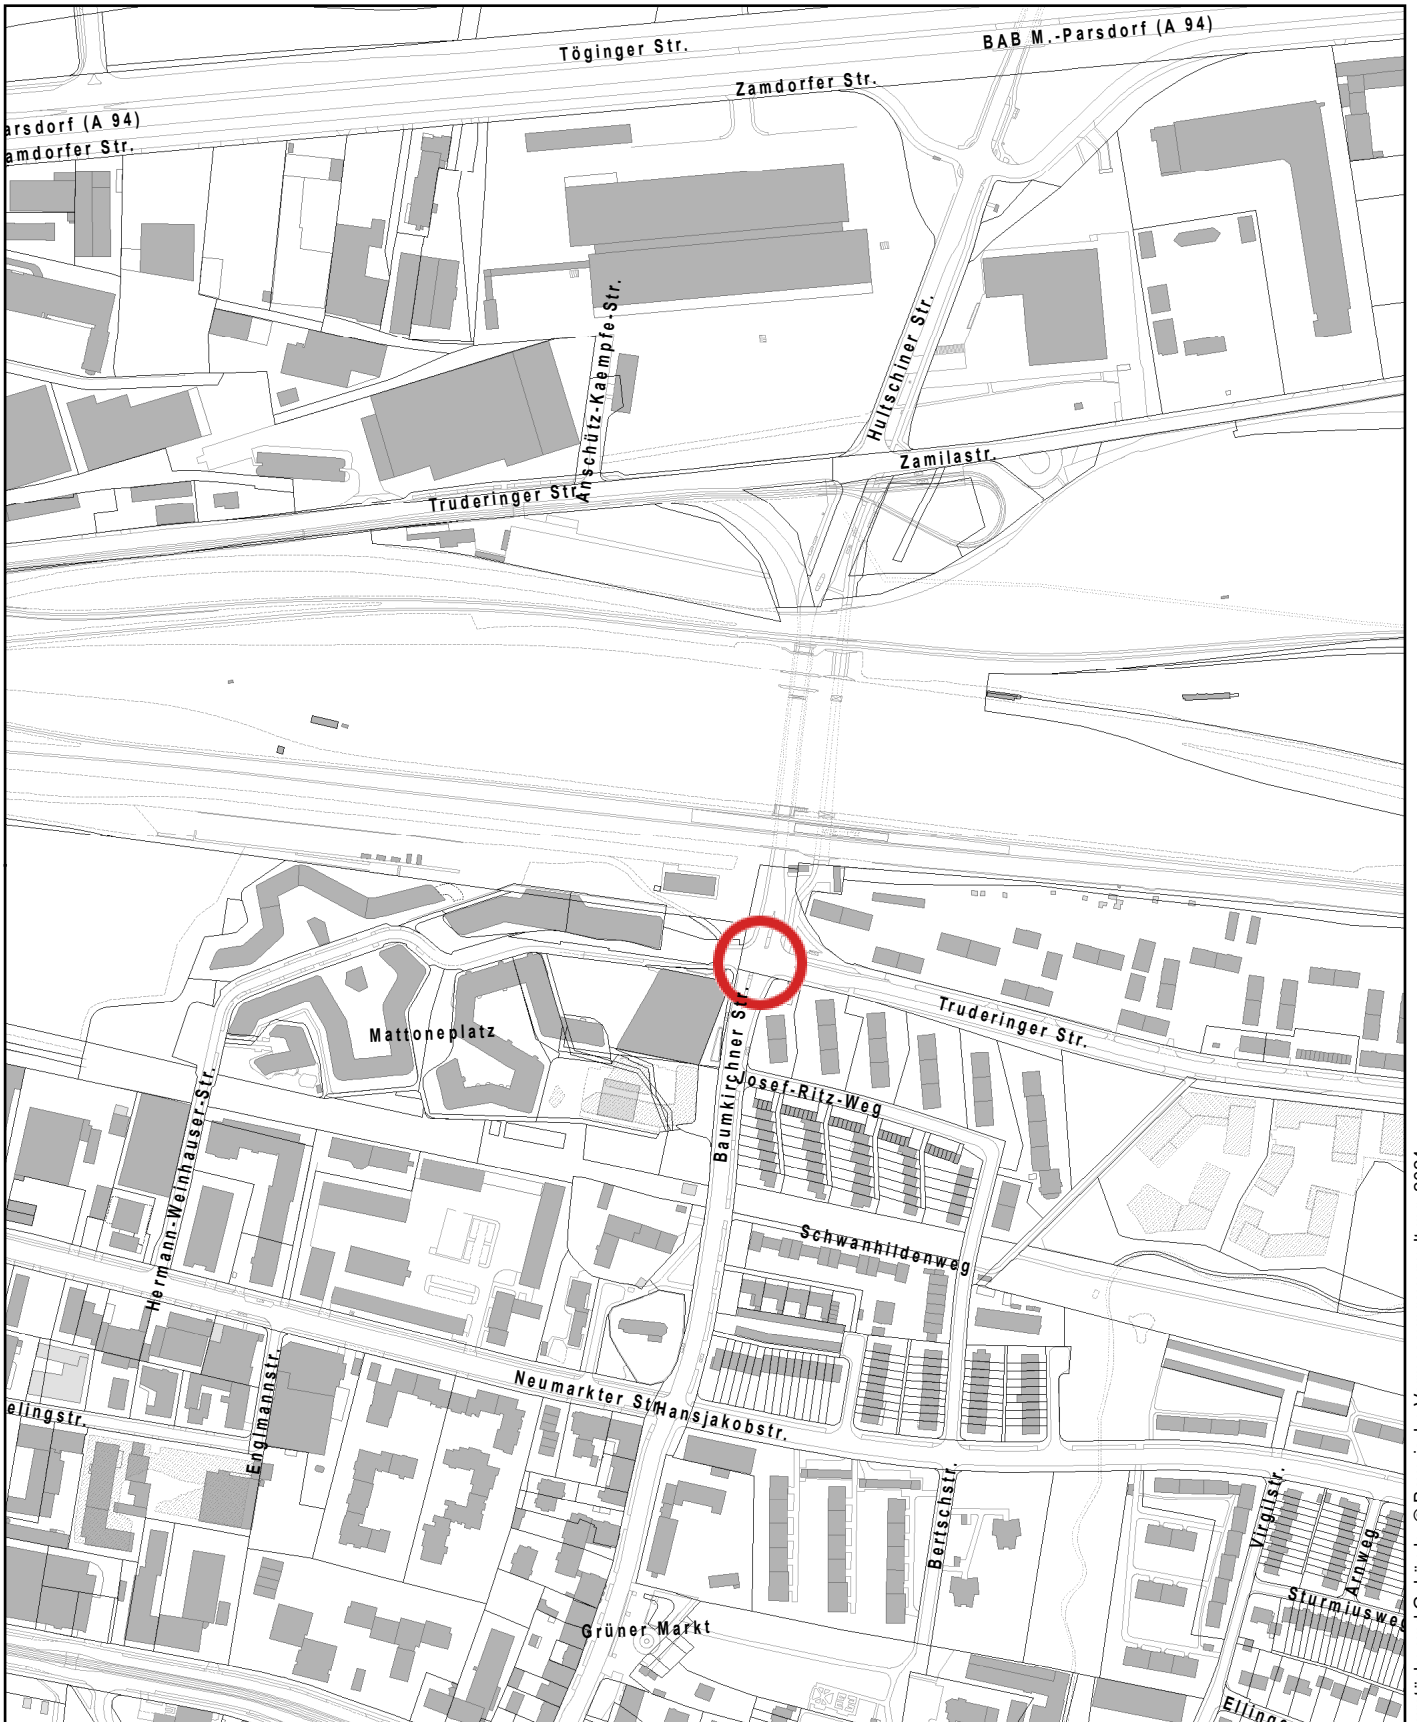 Töginger Str.
BAB M.-Parsdorf (A 94)
Zamdorfer Str.
arsdorf (A 94)
amdorfer Str.
Anschütz-Kaempfe-Str.
Hultschiner Str.
Zamilastr.
Truderinger Str.
Truderinger Str.
Mattoneplatz
Baumkirchner Str.
Josef-Ritz-Weg
Hermann-Weinhauser-Str.
Schwanhildenweg
Neumarkter Str.
Hansjakobstr.
Englmannstr.
elingstr.
Bertschstr.
Virgilstr.
Arnweg
Sturmiusweg
Grüner Markt